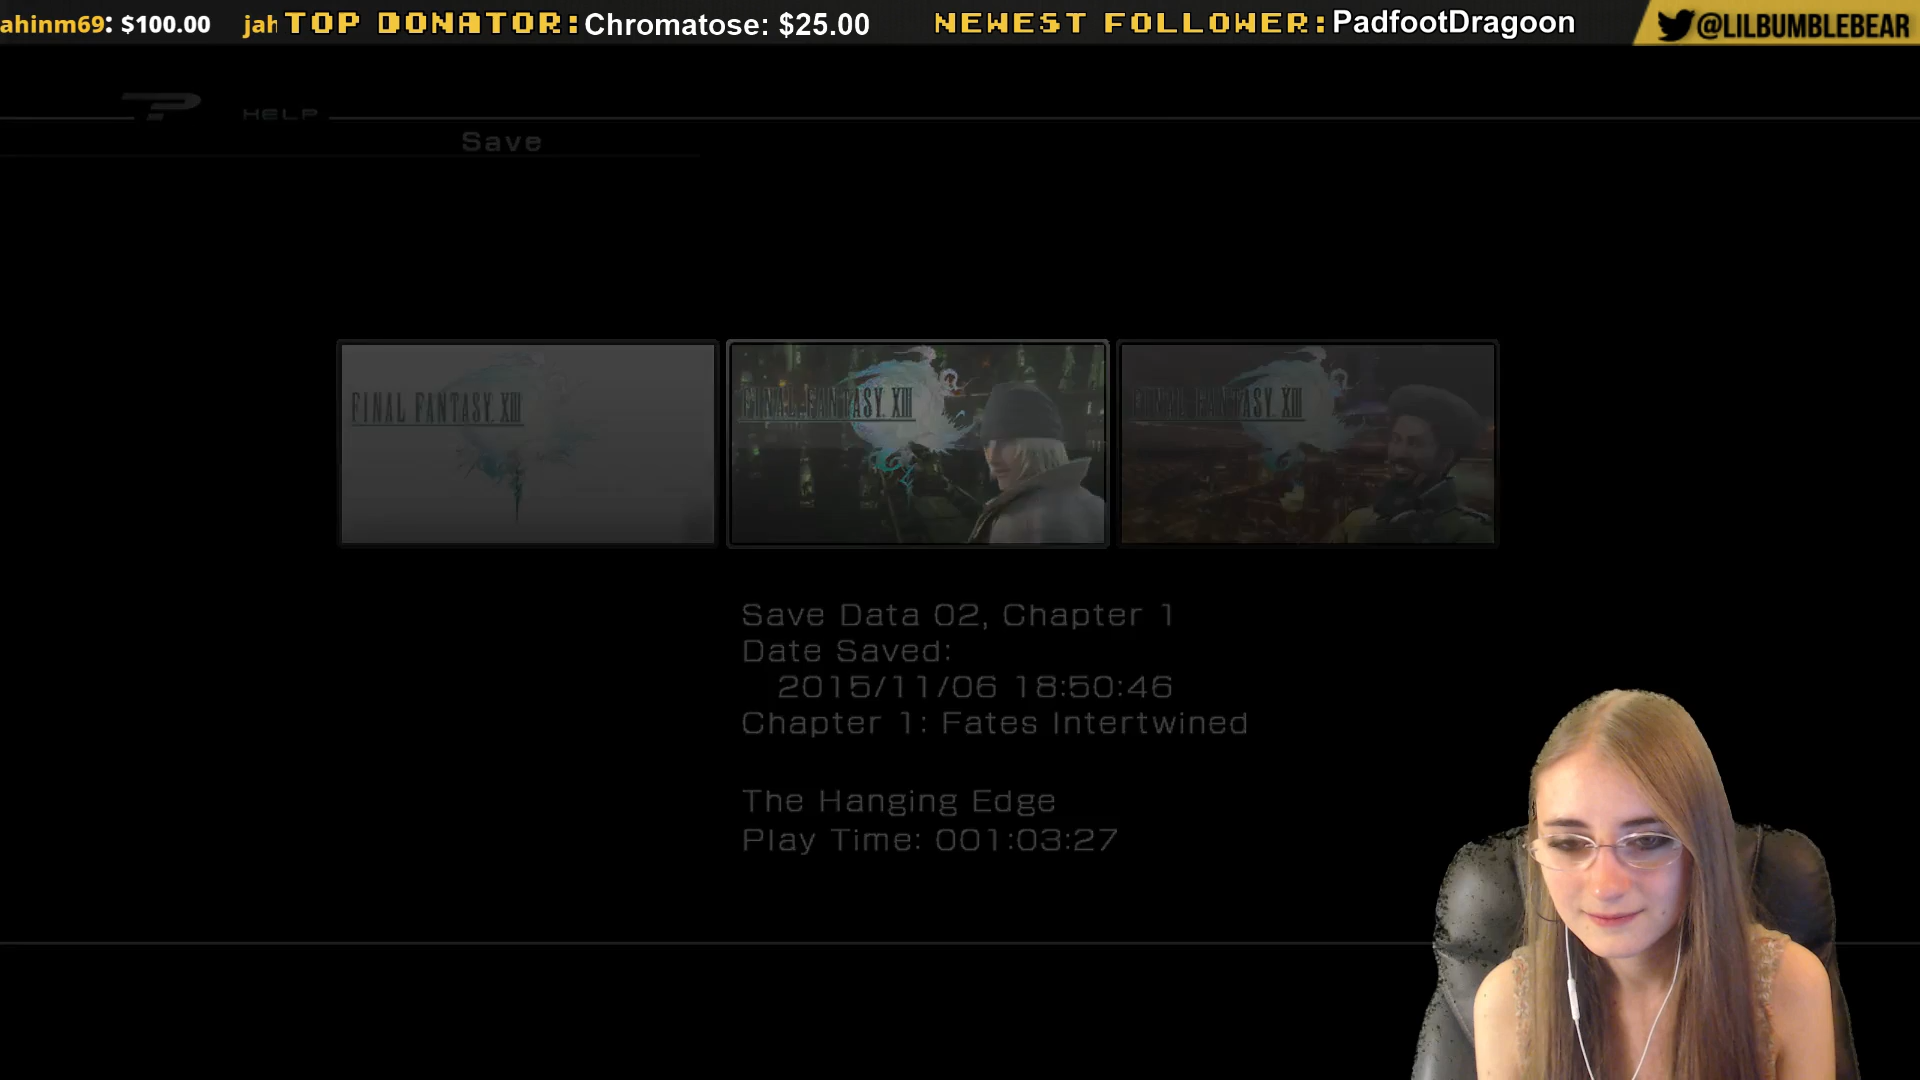 ahinm69: $100.00 jah TOP DONATOR: Chromatose: $25.00 NEWEST FOLLOWER: PadfootDragoon @LILBUMBLEBEAR
HELP
Save
FINAL FANTASY XIII
FINAL FANTASY XIII
FINAL FANTASY XIII
Save Data 02, Chapter 1
Date Saved:
2015/11/06 18:50:46
Chapter 1: Fates Intertwined
The Hanging Edge
Play Time: 001:03:27